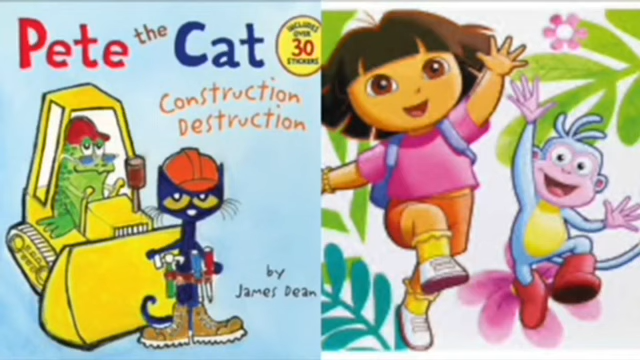 Pete the Cat
INCLUDES
OVER
30
STICKERS
Construction
Destruction
by
James Dean